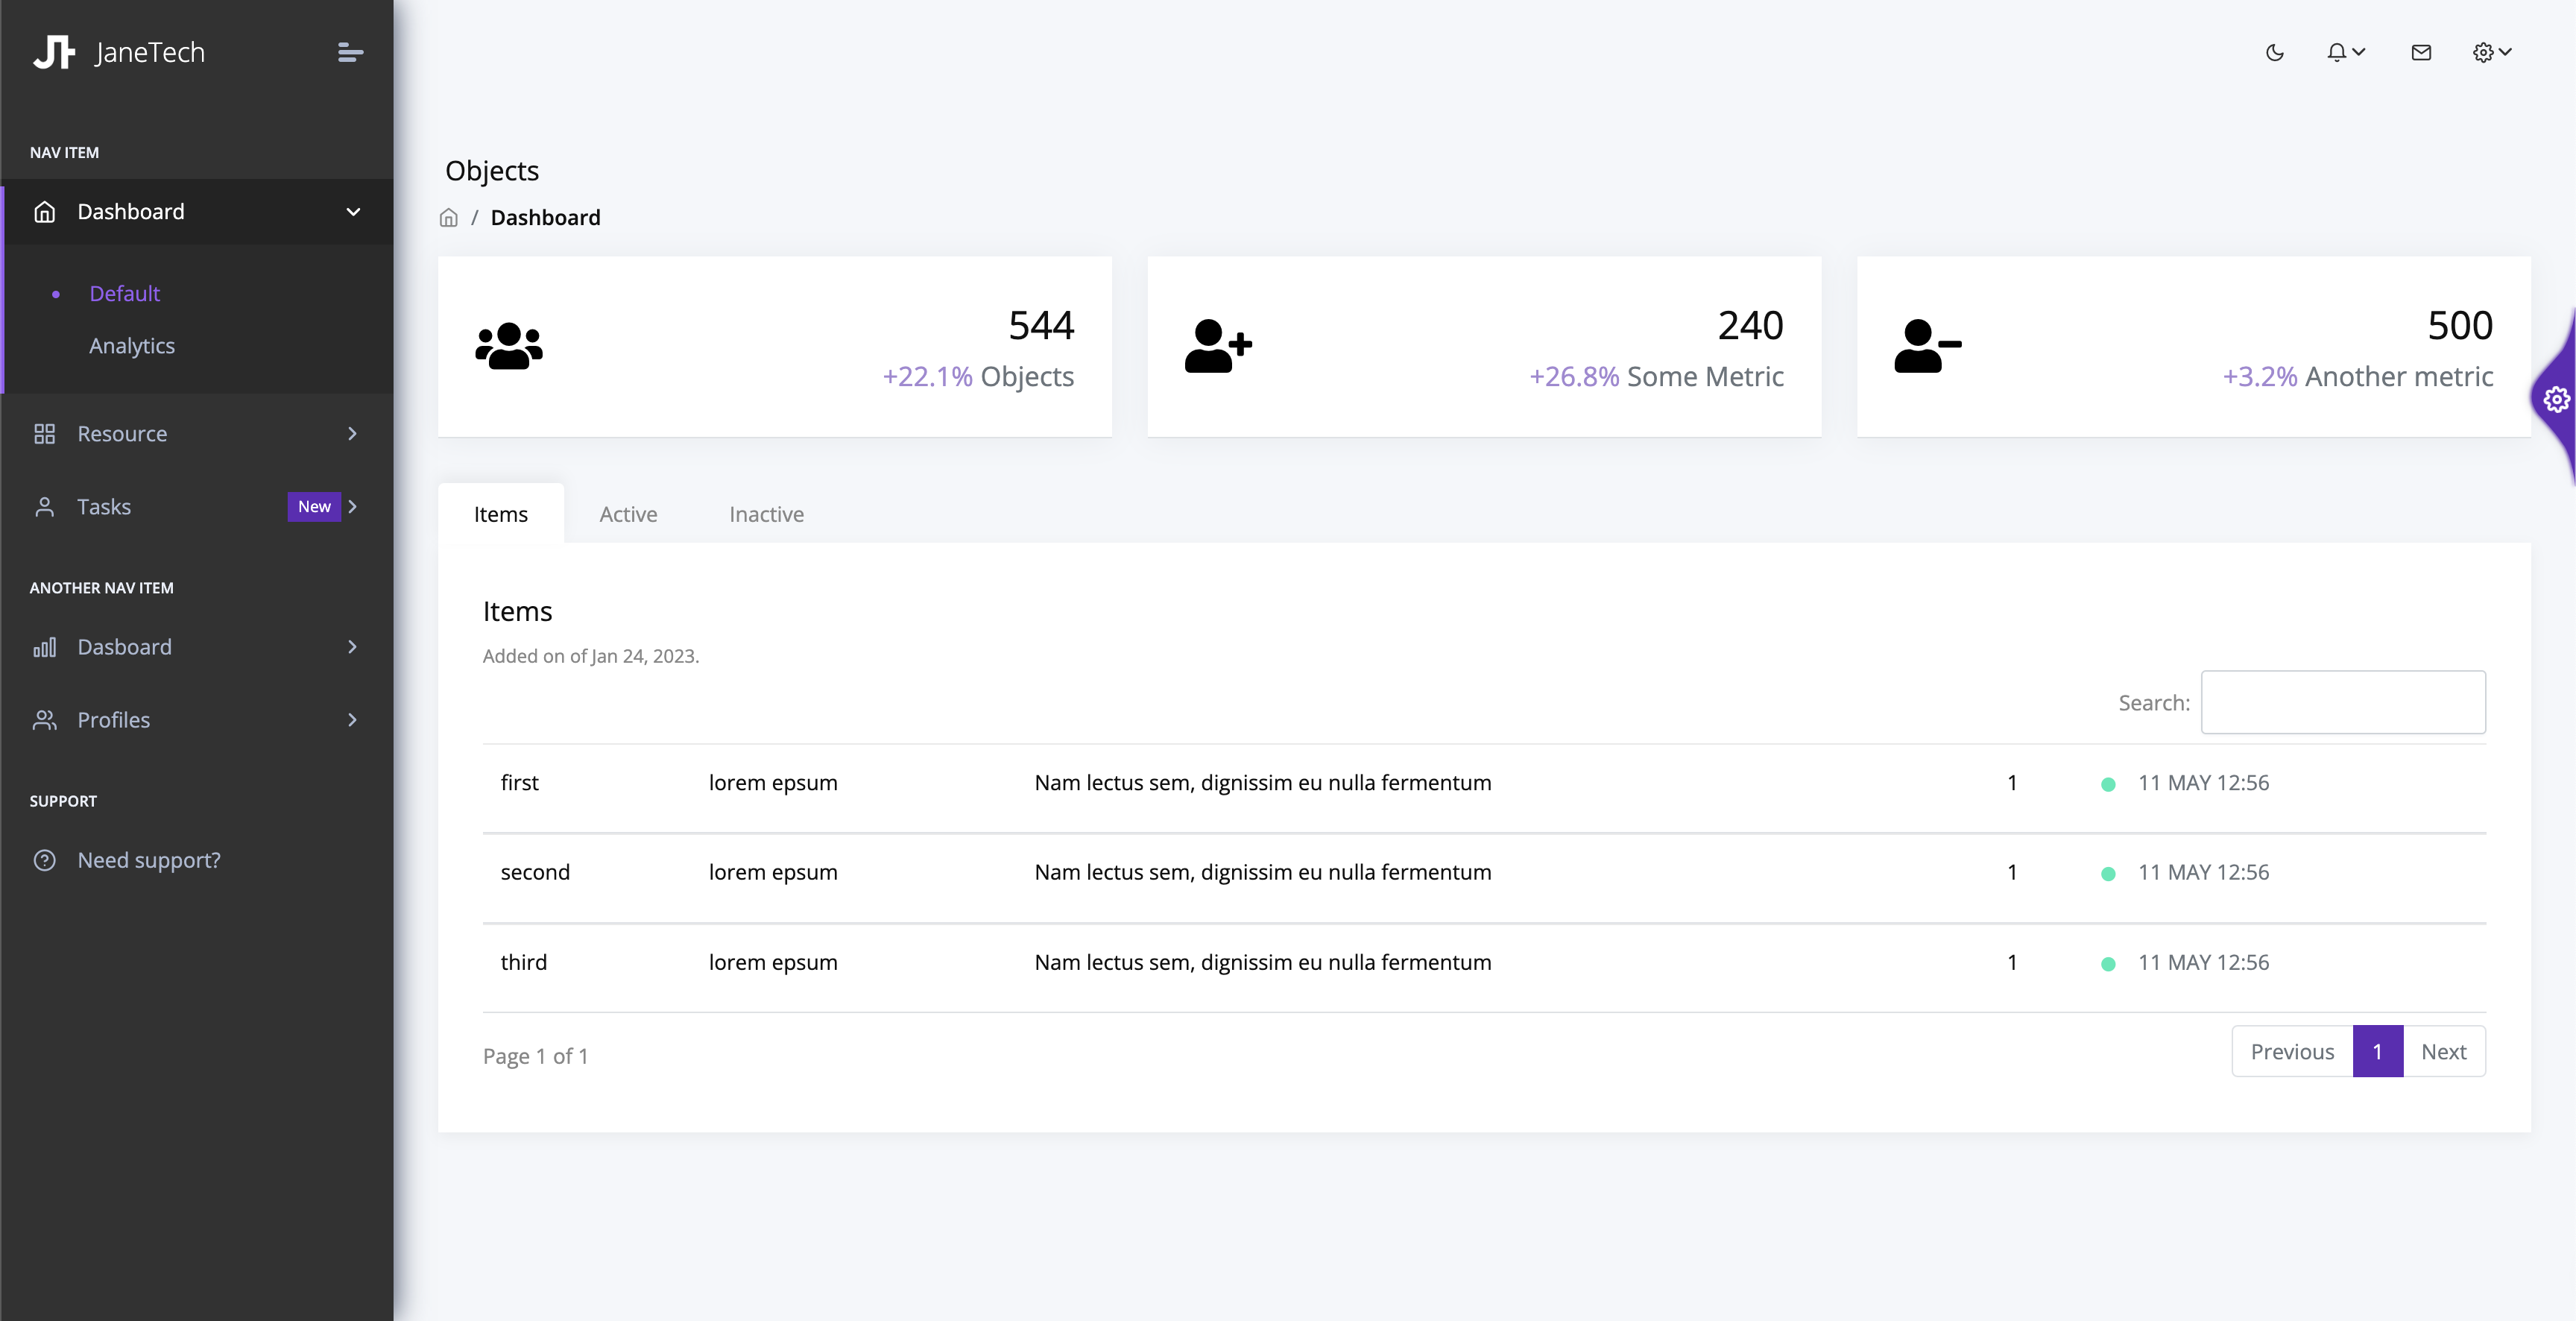 JaneTech
NAV ITEM
Dashboard
Default
Analytics
Resource
Tasks New
ANOTHER NAV ITEM
Dasboard
Profiles
SUPPORT
Need support?
Objects
/ Dashboard
544
+22.1% Objects
240
+26.8% Some Metric
500
+3.2% Another metric
Items Active Inactive
Items
Added on of Jan 24, 2023.
Search:
first lorem epsum Nam lectus sem, dignissim eu nulla fermentum 1 11 MAY 12:56
second lorem epsum Nam lectus sem, dignissim eu nulla fermentum 1 11 MAY 12:56
third lorem epsum Nam lectus sem, dignissim eu nulla fermentum 1 11 MAY 12:56
Page 1 of 1
Previous 1 Next